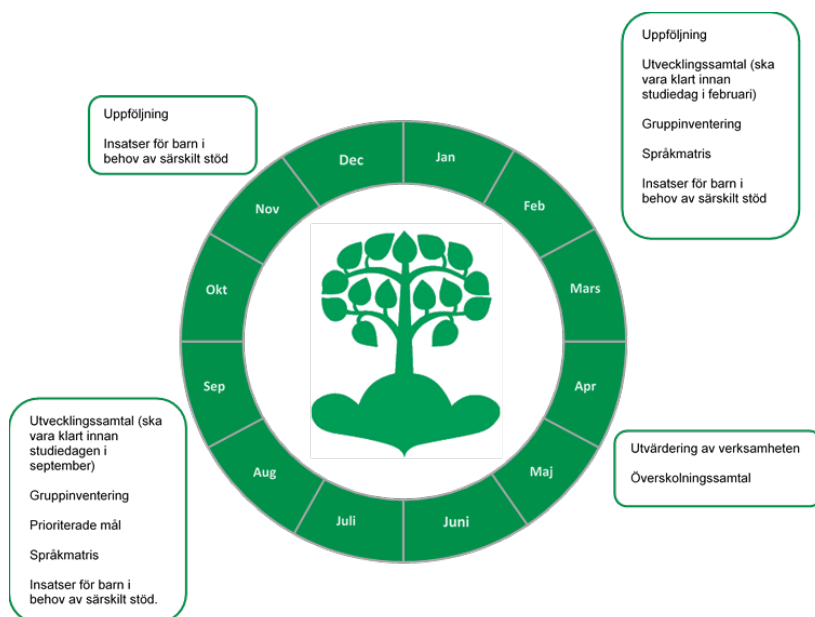 Uppföljning
Utvecklingssamtal (ska
vara klart innan
studiedag i februari)
Gruppinventering
Språkmatris
Insatser för barn i
behov av särskilt stöd
Uppföljning
Insatser för barn i
behov av särskilt stöd
Dec
Jan
Nov
Feb
Okt
Mars
Sep
Apr
Aug
Maj
Juli
Juni
Utvecklingssamtal (ska
vara klart innan
studiedagen i
september)
Gruppinventering
Prioriterade mål
Språkmatris
Insatser för barn i
behov av särskilt stöd.
Utvärdering av verksamheten
Överskolningssamtal